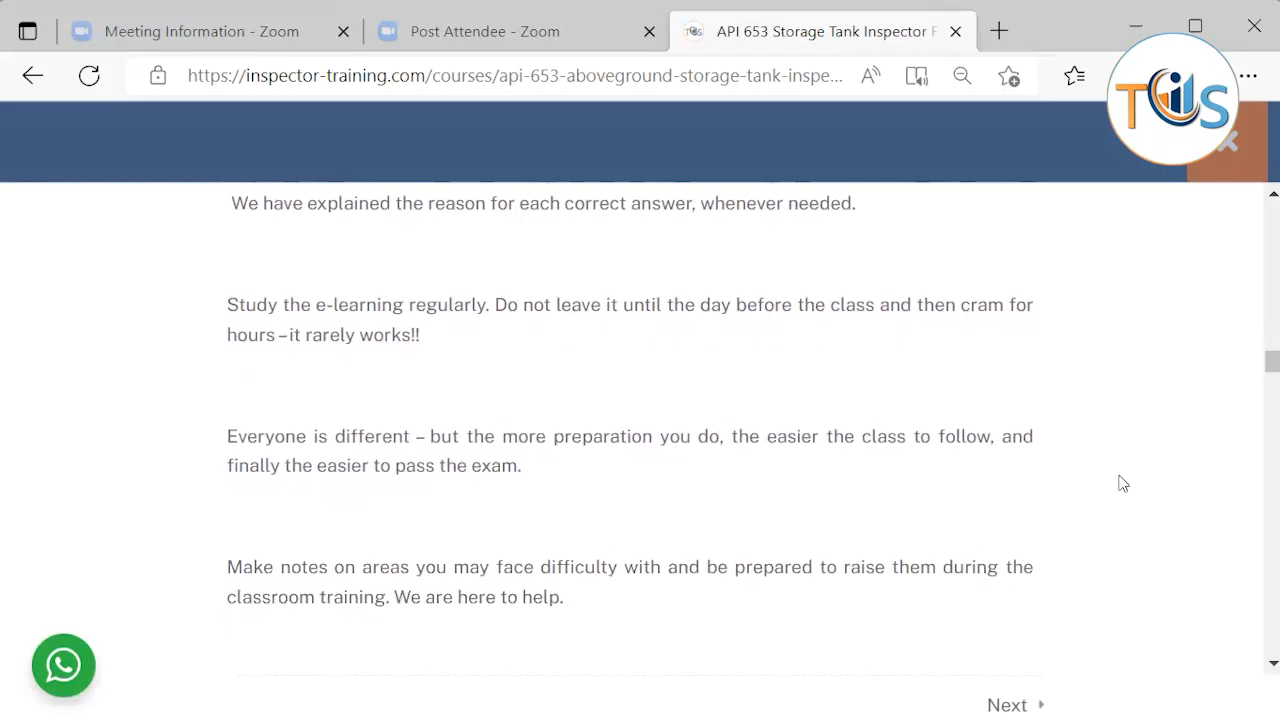 Meeting Information - Zoom
Post Attendee - Zoom
API 653 Storage Tank Inspector F
https://inspector-training.com/courses/api-653-aboveground-storage-tank-inspe...
TIS
We have explained the reason for each correct answer, whenever needed.
Study the e-learning regularly. Do not leave it until the day before the class and then cram for
hours – it rarely works!!
Everyone is different – but the more preparation you do, the easier the class to follow, and
finally the easier to pass the exam.
Make notes on areas you may face difficulty with and be prepared to raise them during the
classroom training. We are here to help.
Next